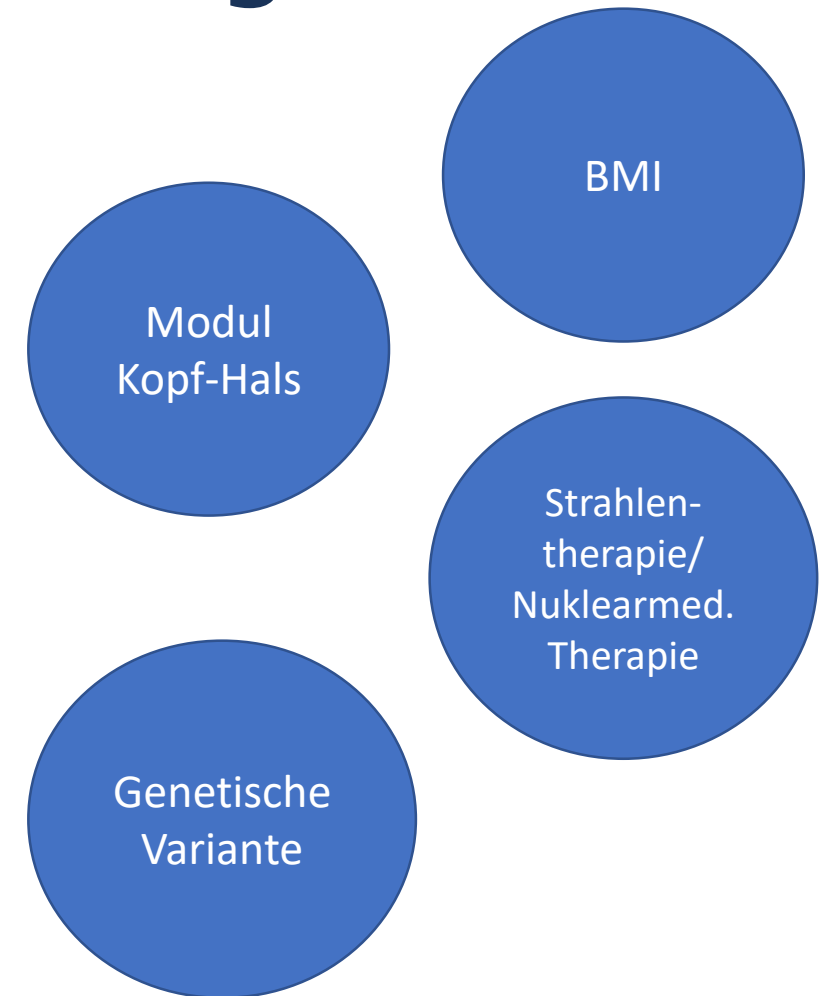 BMI
Modul
Kopf-Hals
Strahlen-
therapie/
Nuklearmed.
Therapie
Genetische
Variante